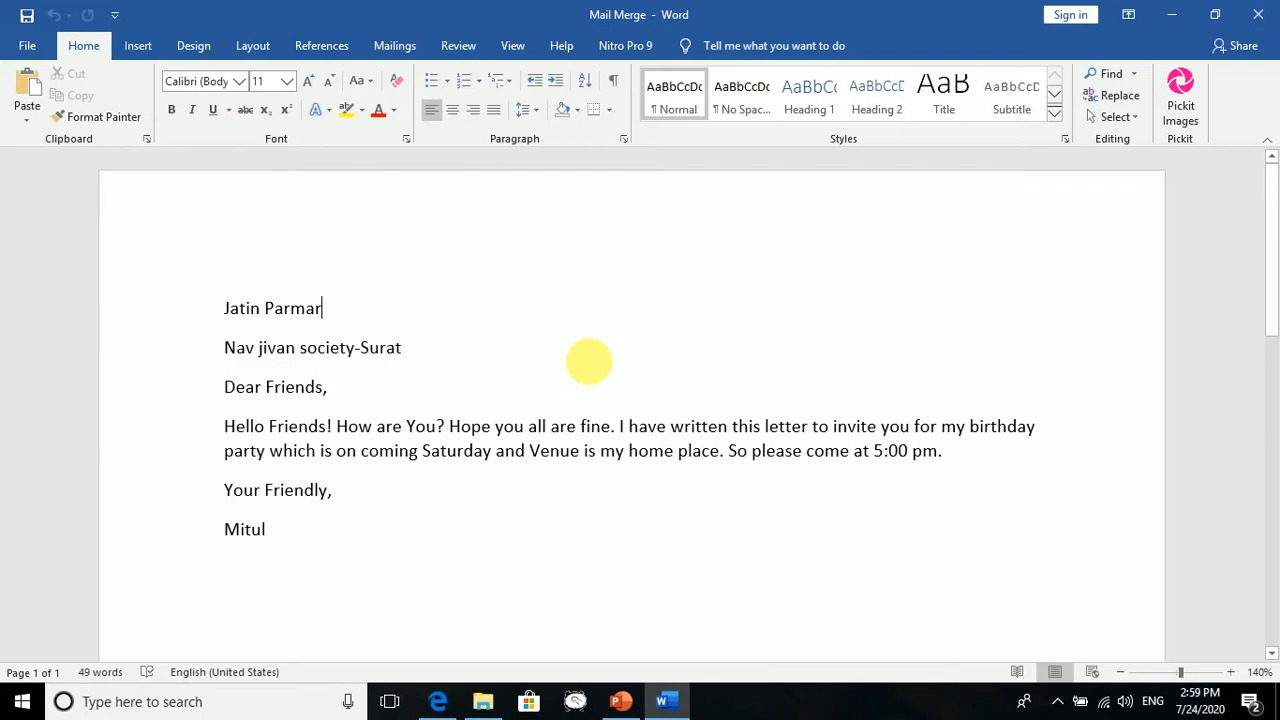 Mail Merge - Word
Sign in
File Home Insert Design Layout References Mailings Review View Help Nitro Pro 9 Tell me what you want to do Share
Paste
Cut
Copy
Format Painter
Clipboard
Calibri (Body 11
Aa
B I U abc x₂ x²
Font
Paragraph
AaBbCcDc AaBbCcDc AaBbCc AaBbCcD AaB AaBbCcD
¶ Normal ¶ No Spac... Heading 1 Heading 2 Title Subtitle
Styles
Find
Replace
Select
Editing
Pickit
Images
Pickit
Jatin Parmar
Nav jivan society-Surat
Dear Friends,
Hello Friends! How are You? Hope you all are fine. I have written this letter to invite you for my birthday
party which is on coming Saturday and Venue is my home place. So please come at 5:00 pm.
Your Friendly,
Mitul
Page 1 of 1 49 words English (United States) 140%
Type here to search
ENG
2:59 PM
7/24/2020
2